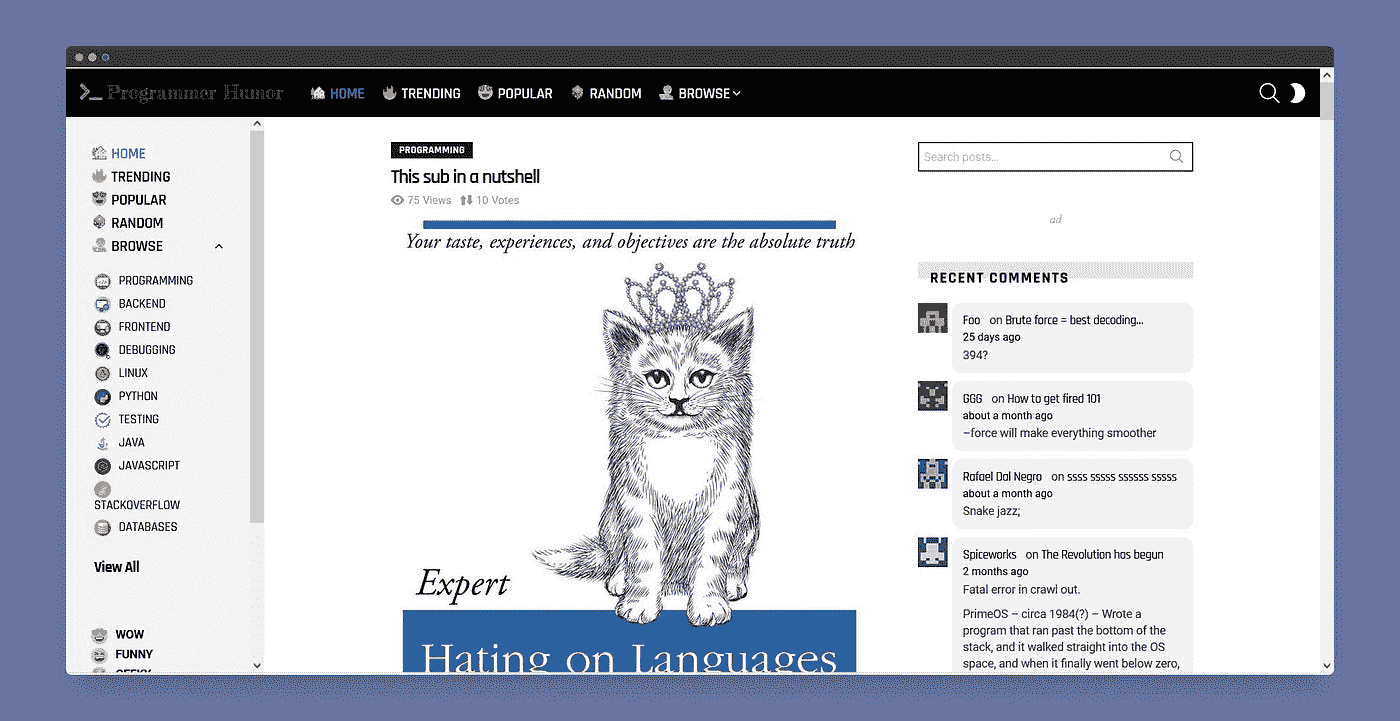 Programmer Humor
HOME
TRENDING
POPULAR
RANDOM
BROWSE
HOME
TRENDING
POPULAR
RANDOM
BROWSE
PROGRAMMING
BACKEND
FRONTEND
DEBUGGING
LINUX
PYTHON
TESTING
JAVA
JAVASCRIPT
STACKOVERFLOW
DATABASES
View All
WOW
FUNNY
PROGRAMMING
This sub in a nutshell
75 Views 10 Votes
Your taste, experiences, and objectives are the absolute truth
Expert
Hating on Languages
Search posts...
ad
RECENT COMMENTS
Foo on Brute force = best decoding...
25 days ago
394?
GGG on How to get fired 101
about a month ago
–force will make everything smoother
Rafael Dal Negro on ssss sssss ssssss sssss
about a month ago
Snake jazz;
Spiceworks on The Revolution has begun
2 months ago
Fatal error in crawl out.
PrimeOS – circa 1984(?) – Wrote a
program that ran past the bottom of the
stack, and it walked straight into the OS
space, and when it finally went below zero,